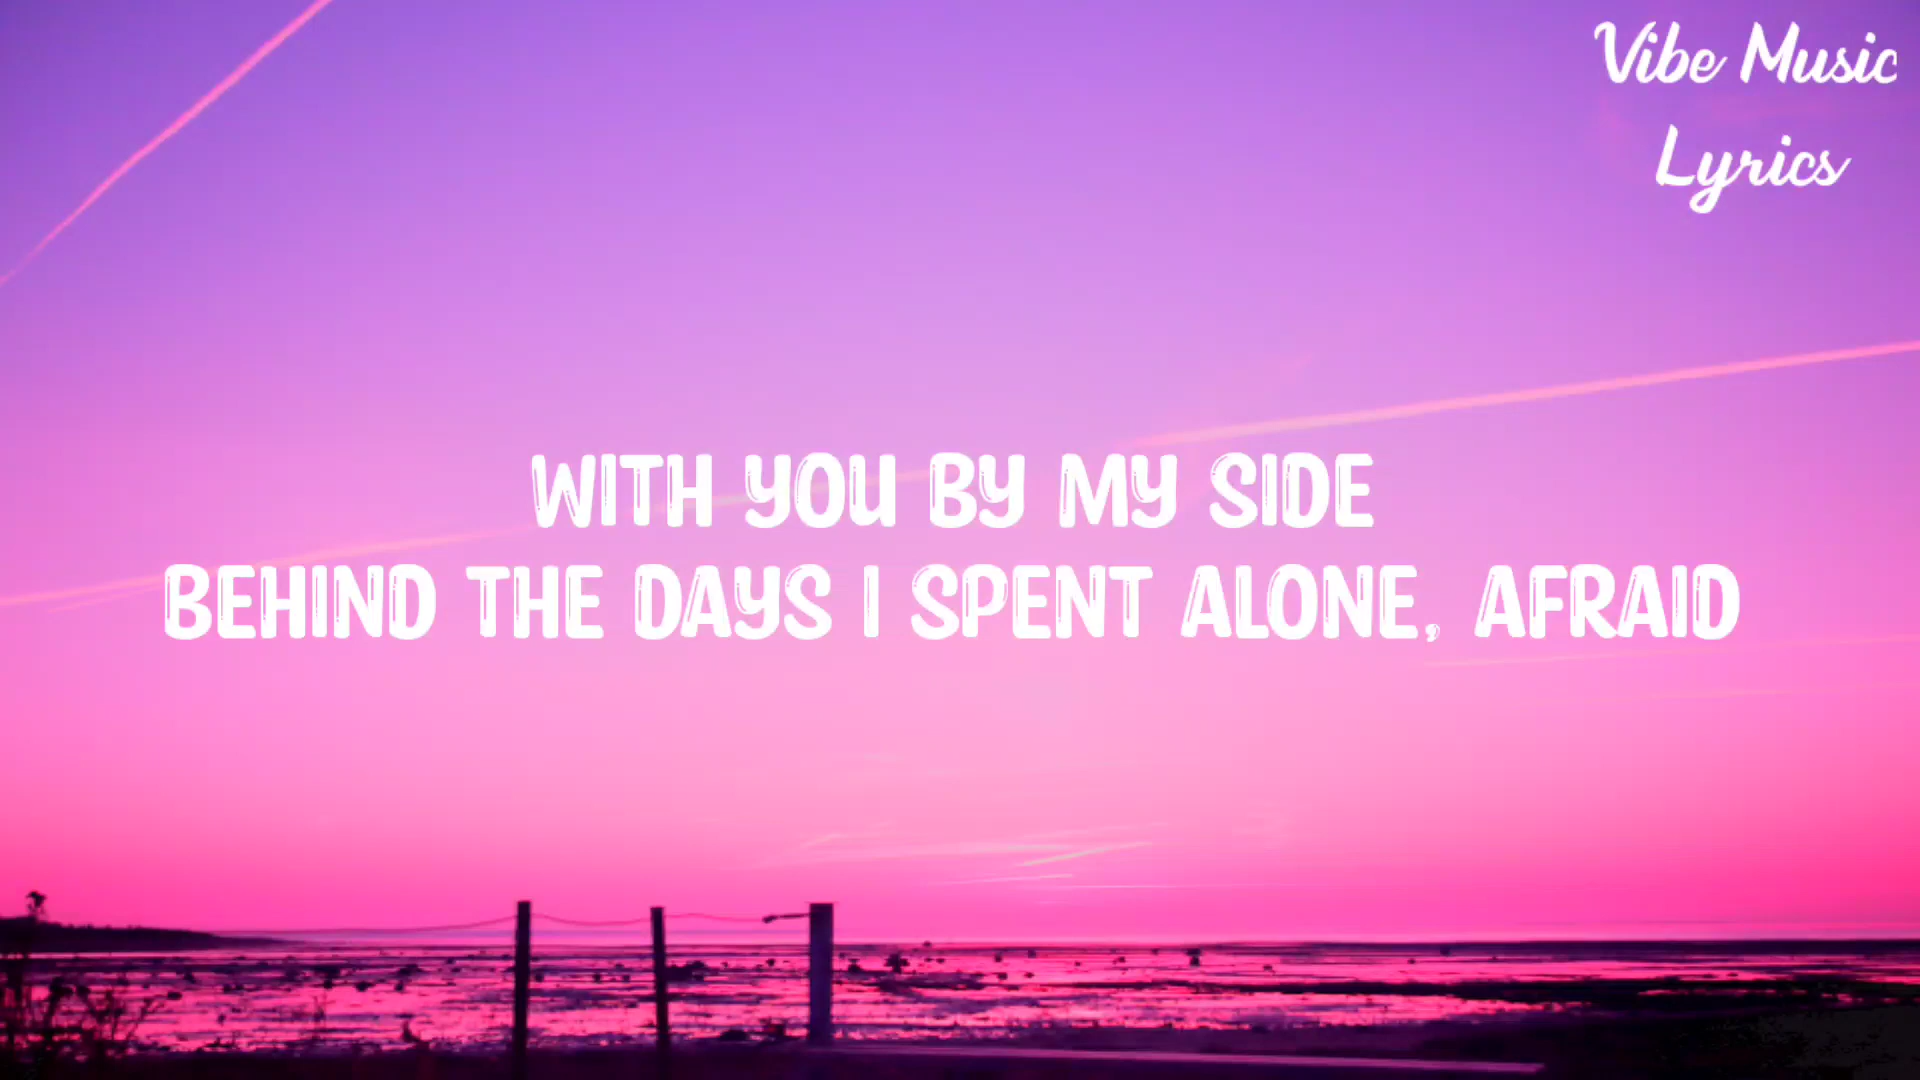 Vibe Music
Lyrics
WITH YOU BY MY SIDE
BEHIND THE DAYS I SPENT ALONE, AFRAID